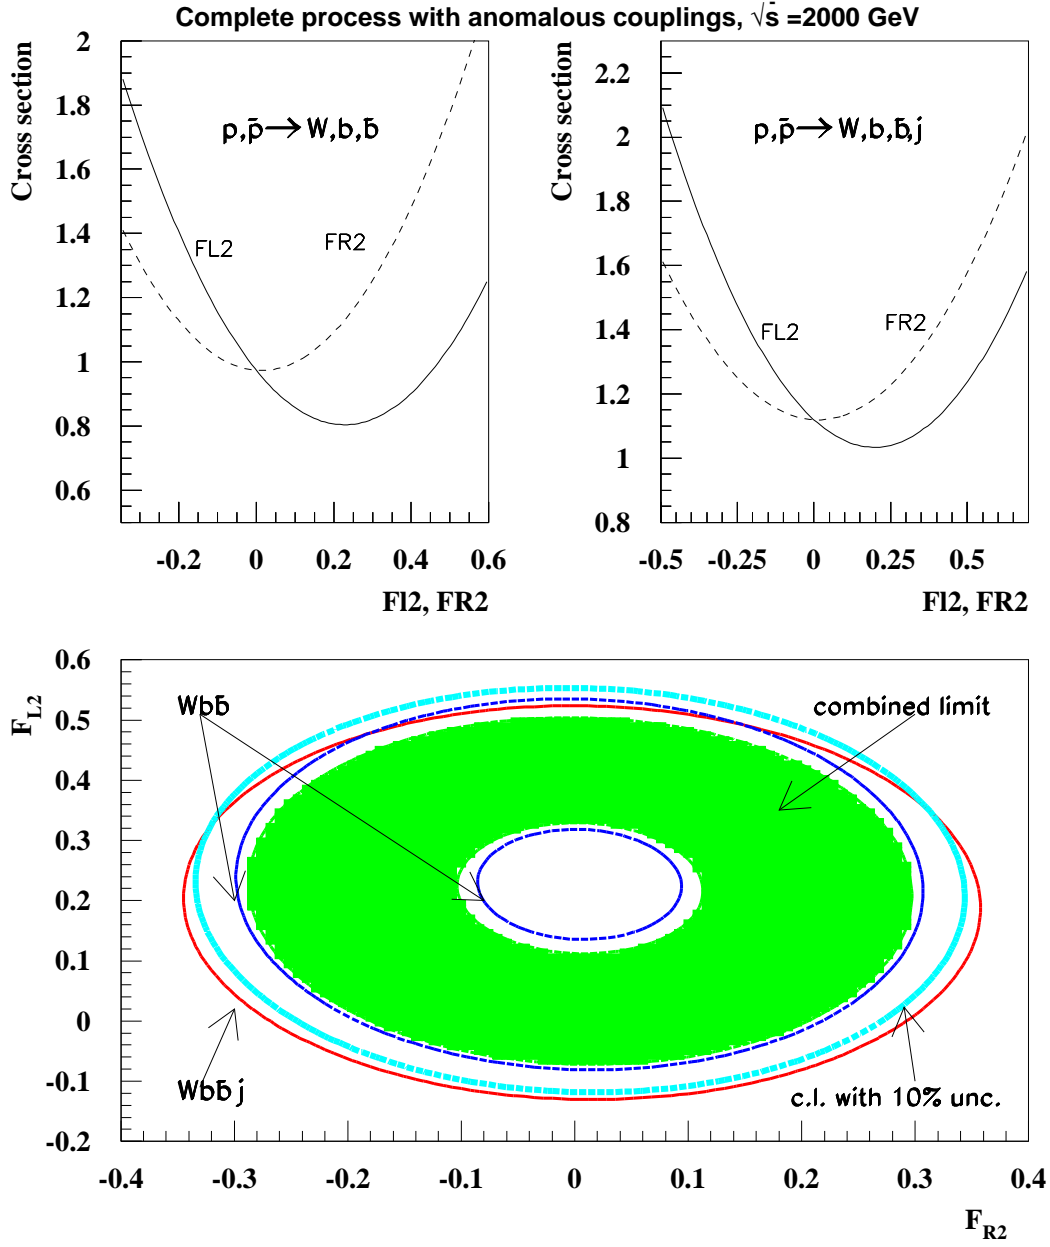 Complete process with anomalous couplings, √s =2000 GeV
Cross section
2
1.8
1.6
1.4
1.2
1
0.8
0.6
p,p̄→W,b,b̄
FL2
FR2
-0.2 0 0.2 0.4 0.6
Fl2, FR2
Cross section
2.2
2
1.8
1.6
1.4
1.2
1
0.8
p,p̄→W,b,b̄,j
FL2
FR2
-0.5 -0.25 0 0.25 0.5
Fl2, FR2
F_L2
0.6
0.5
0.4
0.3
0.2
0.1
0
-0.1
-0.2
Wbb̄
combined limit
Wbb̄j
c.l. with 10% unc.
-0.4 -0.3 -0.2 -0.1 0 0.1 0.2 0.3 0.4
F_R2